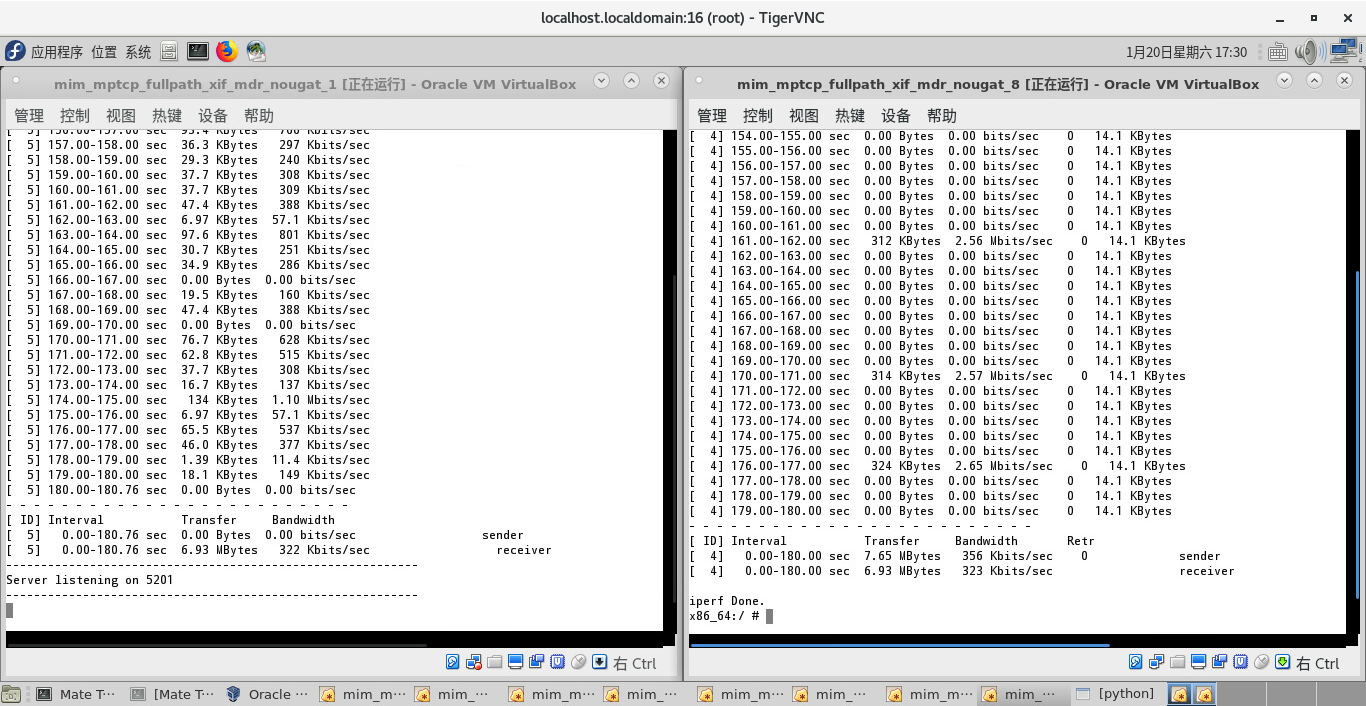 localhost.localdomain:16 (root) - TigerVNC
应用程序 位置 系统
1月20日星期六 17:30
mim_mptcp_fullpath_xif_mdr_nougat_1 [正在运行] - Oracle VM VirtualBox
管理 控制 视图 热键 设备 帮助
[ 5] 157.00-158.00 sec 36.3 KBytes 297 Kbits/sec
[ 5] 158.00-159.00 sec 29.3 KBytes 240 Kbits/sec
[ 5] 159.00-160.00 sec 37.7 KBytes 308 Kbits/sec
[ 5] 160.00-161.00 sec 37.7 KBytes 309 Kbits/sec
[ 5] 161.00-162.00 sec 47.4 KBytes 388 Kbits/sec
[ 5] 162.00-163.00 sec 6.97 KBytes 57.1 Kbits/sec
[ 5] 163.00-164.00 sec 97.6 KBytes 801 Kbits/sec
[ 5] 164.00-165.00 sec 30.7 KBytes 251 Kbits/sec
[ 5] 165.00-166.00 sec 34.9 KBytes 286 Kbits/sec
[ 5] 166.00-167.00 sec 0.00 Bytes 0.00 bits/sec
[ 5] 167.00-168.00 sec 19.5 KBytes 160 Kbits/sec
[ 5] 168.00-169.00 sec 47.4 KBytes 388 Kbits/sec
[ 5] 169.00-170.00 sec 0.00 Bytes 0.00 bits/sec
[ 5] 170.00-171.00 sec 76.7 KBytes 628 Kbits/sec
[ 5] 171.00-172.00 sec 62.8 KBytes 515 Kbits/sec
[ 5] 172.00-173.00 sec 37.7 KBytes 308 Kbits/sec
[ 5] 173.00-174.00 sec 16.7 KBytes 137 Kbits/sec
[ 5] 174.00-175.00 sec 134 KBytes 1.10 Mbits/sec
[ 5] 175.00-176.00 sec 6.97 KBytes 57.1 Kbits/sec
[ 5] 176.00-177.00 sec 65.5 KBytes 537 Kbits/sec
[ 5] 177.00-178.00 sec 46.0 KBytes 377 Kbits/sec
[ 5] 178.00-179.00 sec 1.39 KBytes 11.4 Kbits/sec
[ 5] 179.00-180.00 sec 18.1 KBytes 149 Kbits/sec
[ 5] 180.00-180.76 sec 0.00 Bytes 0.00 bits/sec
- - - - - - - - - - - - - - - - - - - - - - - - -
[ ID] Interval Transfer Bandwidth
[ 5] 0.00-180.76 sec 0.00 Bytes 0.00 bits/sec sender
[ 5] 0.00-180.76 sec 6.93 MBytes 322 Kbits/sec receiver
-----------------------------------------------------------
Server listening on 5201
-----------------------------------------------------------
右 Ctrl
mim_mptcp_fullpath_xif_mdr_nougat_8 [正在运行] - Oracle VM VirtualBox
管理 控制 视图 热键 设备 帮助
[ 4] 154.00-155.00 sec 0.00 Bytes 0.00 bits/sec 0 14.1 KBytes
[ 4] 155.00-156.00 sec 0.00 Bytes 0.00 bits/sec 0 14.1 KBytes
[ 4] 156.00-157.00 sec 0.00 Bytes 0.00 bits/sec 0 14.1 KBytes
[ 4] 157.00-158.00 sec 0.00 Bytes 0.00 bits/sec 0 14.1 KBytes
[ 4] 158.00-159.00 sec 0.00 Bytes 0.00 bits/sec 0 14.1 KBytes
[ 4] 159.00-160.00 sec 0.00 Bytes 0.00 bits/sec 0 14.1 KBytes
[ 4] 160.00-161.00 sec 0.00 Bytes 0.00 bits/sec 0 14.1 KBytes
[ 4] 161.00-162.00 sec 312 KBytes 2.56 Mbits/sec 0 14.1 KBytes
[ 4] 162.00-163.00 sec 0.00 Bytes 0.00 bits/sec 0 14.1 KBytes
[ 4] 163.00-164.00 sec 0.00 Bytes 0.00 bits/sec 0 14.1 KBytes
[ 4] 164.00-165.00 sec 0.00 Bytes 0.00 bits/sec 0 14.1 KBytes
[ 4] 165.00-166.00 sec 0.00 Bytes 0.00 bits/sec 0 14.1 KBytes
[ 4] 166.00-167.00 sec 0.00 Bytes 0.00 bits/sec 0 14.1 KBytes
[ 4] 167.00-168.00 sec 0.00 Bytes 0.00 bits/sec 0 14.1 KBytes
[ 4] 168.00-169.00 sec 0.00 Bytes 0.00 bits/sec 0 14.1 KBytes
[ 4] 169.00-170.00 sec 0.00 Bytes 0.00 bits/sec 0 14.1 KBytes
[ 4] 170.00-171.00 sec 314 KBytes 2.57 Mbits/sec 0 14.1 KBytes
[ 4] 171.00-172.00 sec 0.00 Bytes 0.00 bits/sec 0 14.1 KBytes
[ 4] 172.00-173.00 sec 0.00 Bytes 0.00 bits/sec 0 14.1 KBytes
[ 4] 173.00-174.00 sec 0.00 Bytes 0.00 bits/sec 0 14.1 KBytes
[ 4] 174.00-175.00 sec 0.00 Bytes 0.00 bits/sec 0 14.1 KBytes
[ 4] 175.00-176.00 sec 0.00 Bytes 0.00 bits/sec 0 14.1 KBytes
[ 4] 176.00-177.00 sec 324 KBytes 2.65 Mbits/sec 0 14.1 KBytes
[ 4] 177.00-178.00 sec 0.00 Bytes 0.00 bits/sec 0 14.1 KBytes
[ 4] 178.00-179.00 sec 0.00 Bytes 0.00 bits/sec 0 14.1 KBytes
[ 4] 179.00-180.00 sec 0.00 Bytes 0.00 bits/sec 0 14.1 KBytes
- - - - - - - - - - - - - - - - - - - - - - - - -
[ ID] Interval Transfer Bandwidth Retr
[ 4] 0.00-180.00 sec 7.65 MBytes 356 Kbits/sec 0 sender
[ 4] 0.00-180.00 sec 6.93 MBytes 323 Kbits/sec receiver
iperf Done.
x86_64:/ #
右 Ctrl
Mate T··· [Mate T··· Oracle ··· mim_m··· mim_··· mim_m··· mim_··· mim_m··· mim_··· mim_m··· mim_··· [python]